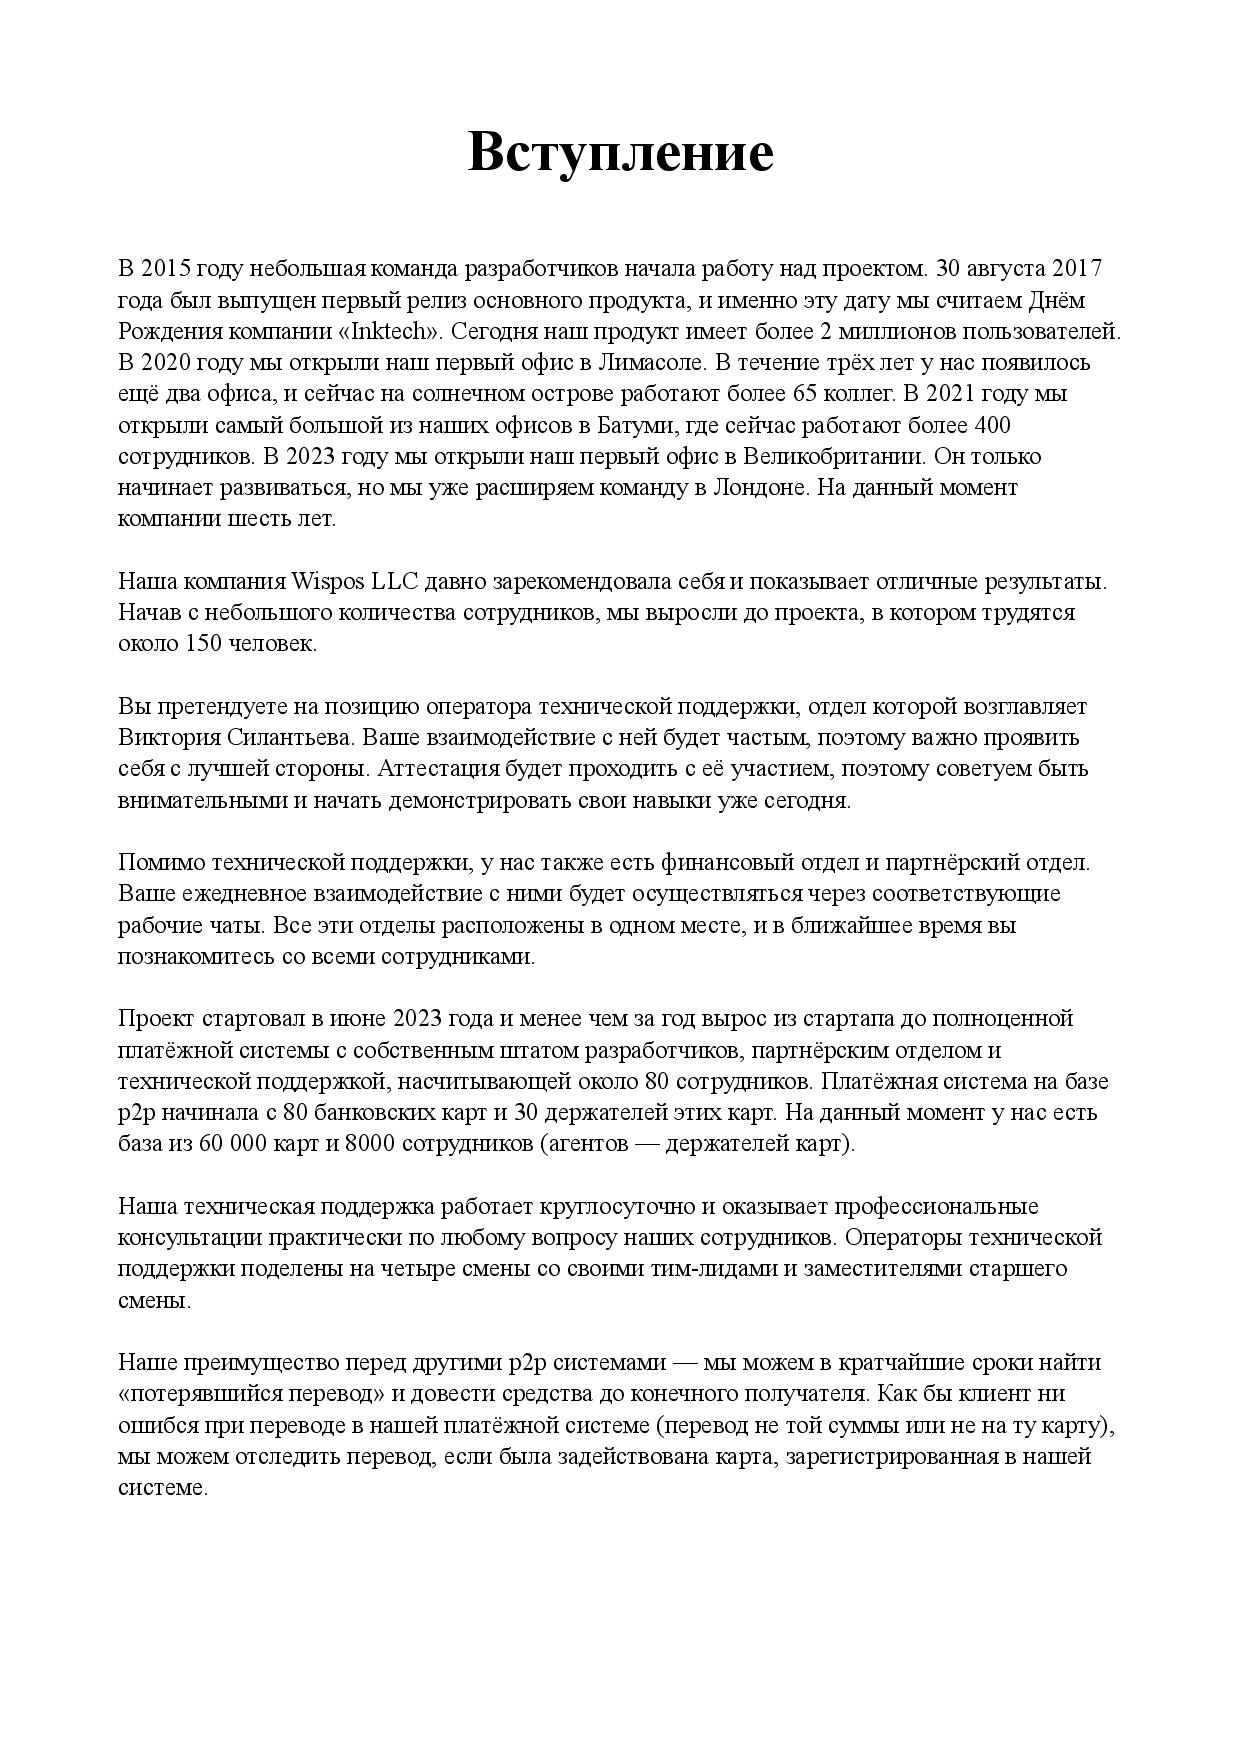 Вступление
В 2015 году небольшая команда разработчиков начала работу над проектом. 30 августа 2017
года был выпущен первый релиз основного продукта, и именно эту дату мы считаем Днём
Рождения компании «Inktech». Сегодня наш продукт имеет более 2 миллионов пользователей.
В 2020 году мы открыли наш первый офис в Лимасоле. В течение трёх лет у нас появилось
ещё два офиса, и сейчас на солнечном острове работают более 65 коллег. В 2021 году мы
открыли самый большой из наших офисов в Батуми, где сейчас работают более 400
сотрудников. В 2023 году мы открыли наш первый офис в Великобритании. Он только
начинает развиваться, но мы уже расширяем команду в Лондоне. На данный момент
компании шесть лет.
Наша компания Wispos LLC давно зарекомендовала себя и показывает отличные результаты.
Начав с небольшого количества сотрудников, мы выросли до проекта, в котором трудятся
около 150 человек.
Вы претендуете на позицию оператора технической поддержки, отдел которой возглавляет
Виктория Силантьева. Ваше взаимодействие с ней будет частым, поэтому важно проявить
себя с лучшей стороны. Аттестация будет проходить с её участием, поэтому советуем быть
внимательными и начать демонстрировать свои навыки уже сегодня.
Помимо технической поддержки, у нас также есть финансовый отдел и партнёрский отдел.
Ваше ежедневное взаимодействие с ними будет осуществляться через соответствующие
рабочие чаты. Все эти отделы расположены в одном месте, и в ближайшее время вы
познакомитесь со всеми сотрудниками.
Проект стартовал в июне 2023 года и менее чем за год вырос из стартапа до полноценной
платёжной системы с собственным штатом разработчиков, партнёрским отделом и
технической поддержкой, насчитывающей около 80 сотрудников. Платёжная система на базе
p2p начинала с 80 банковских карт и 30 держателей этих карт. На данный момент у нас есть
база из 60 000 карт и 8000 сотрудников (агентов — держателей карт).
Наша техническая поддержка работает круглосуточно и оказывает профессиональные
консультации практически по любому вопросу наших сотрудников. Операторы технической
поддержки поделены на четыре смены со своими тим-лидами и заместителями старшего
смены.
Наше преимущество перед другими p2p системами — мы можем в кратчайшие сроки найти
«потерявшийся перевод» и довести средства до конечного получателя. Как бы клиент ни
ошибся при переводе в нашей платёжной системе (перевод не той суммы или не на ту карту),
мы можем отследить перевод, если была задействована карта, зарегистрированная в нашей
системе.